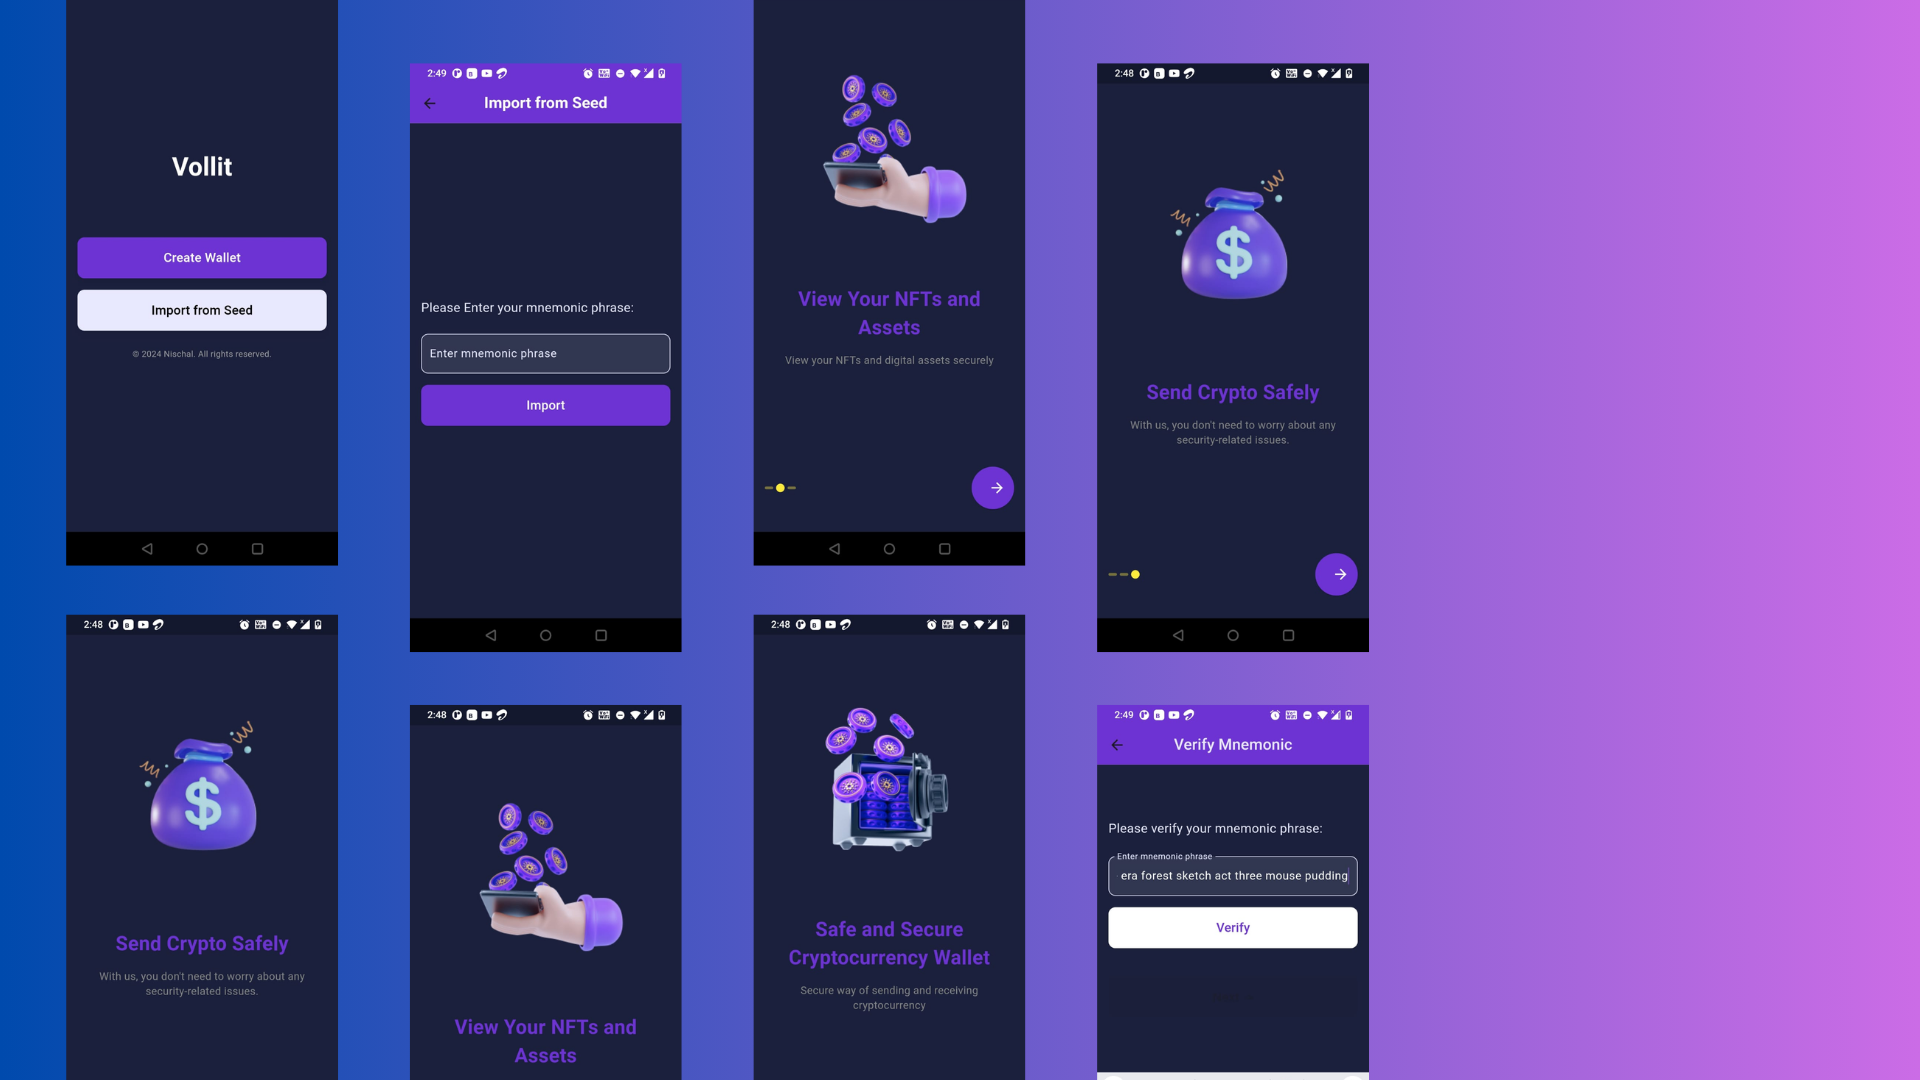 Vollit
Create Wallet
Import from Seed
© 2024 Nischal. All rights reserved.
2:48
Send Crypto Safely
With us, you don't need to worry about any
security-related issues.
2:49
Import from Seed
Please Enter your mnemonic phrase:
Enter mnemonic phrase
Import
2:48
View Your NFTs and
Assets
View Your NFTs and
Assets
View your NFTs and digital assets securely
2:48
Safe and Secure
Cryptocurrency Wallet
Secure way of sending and receiving
cryptocurrency
2:48
$
Send Crypto Safely
With us, you don't need to worry about any
security-related issues.
2:49
Verify Mnemonic
Please verify your mnemonic phrase:
Enter mnemonic phrase
era forest sketch act three mouse pudding
Verify